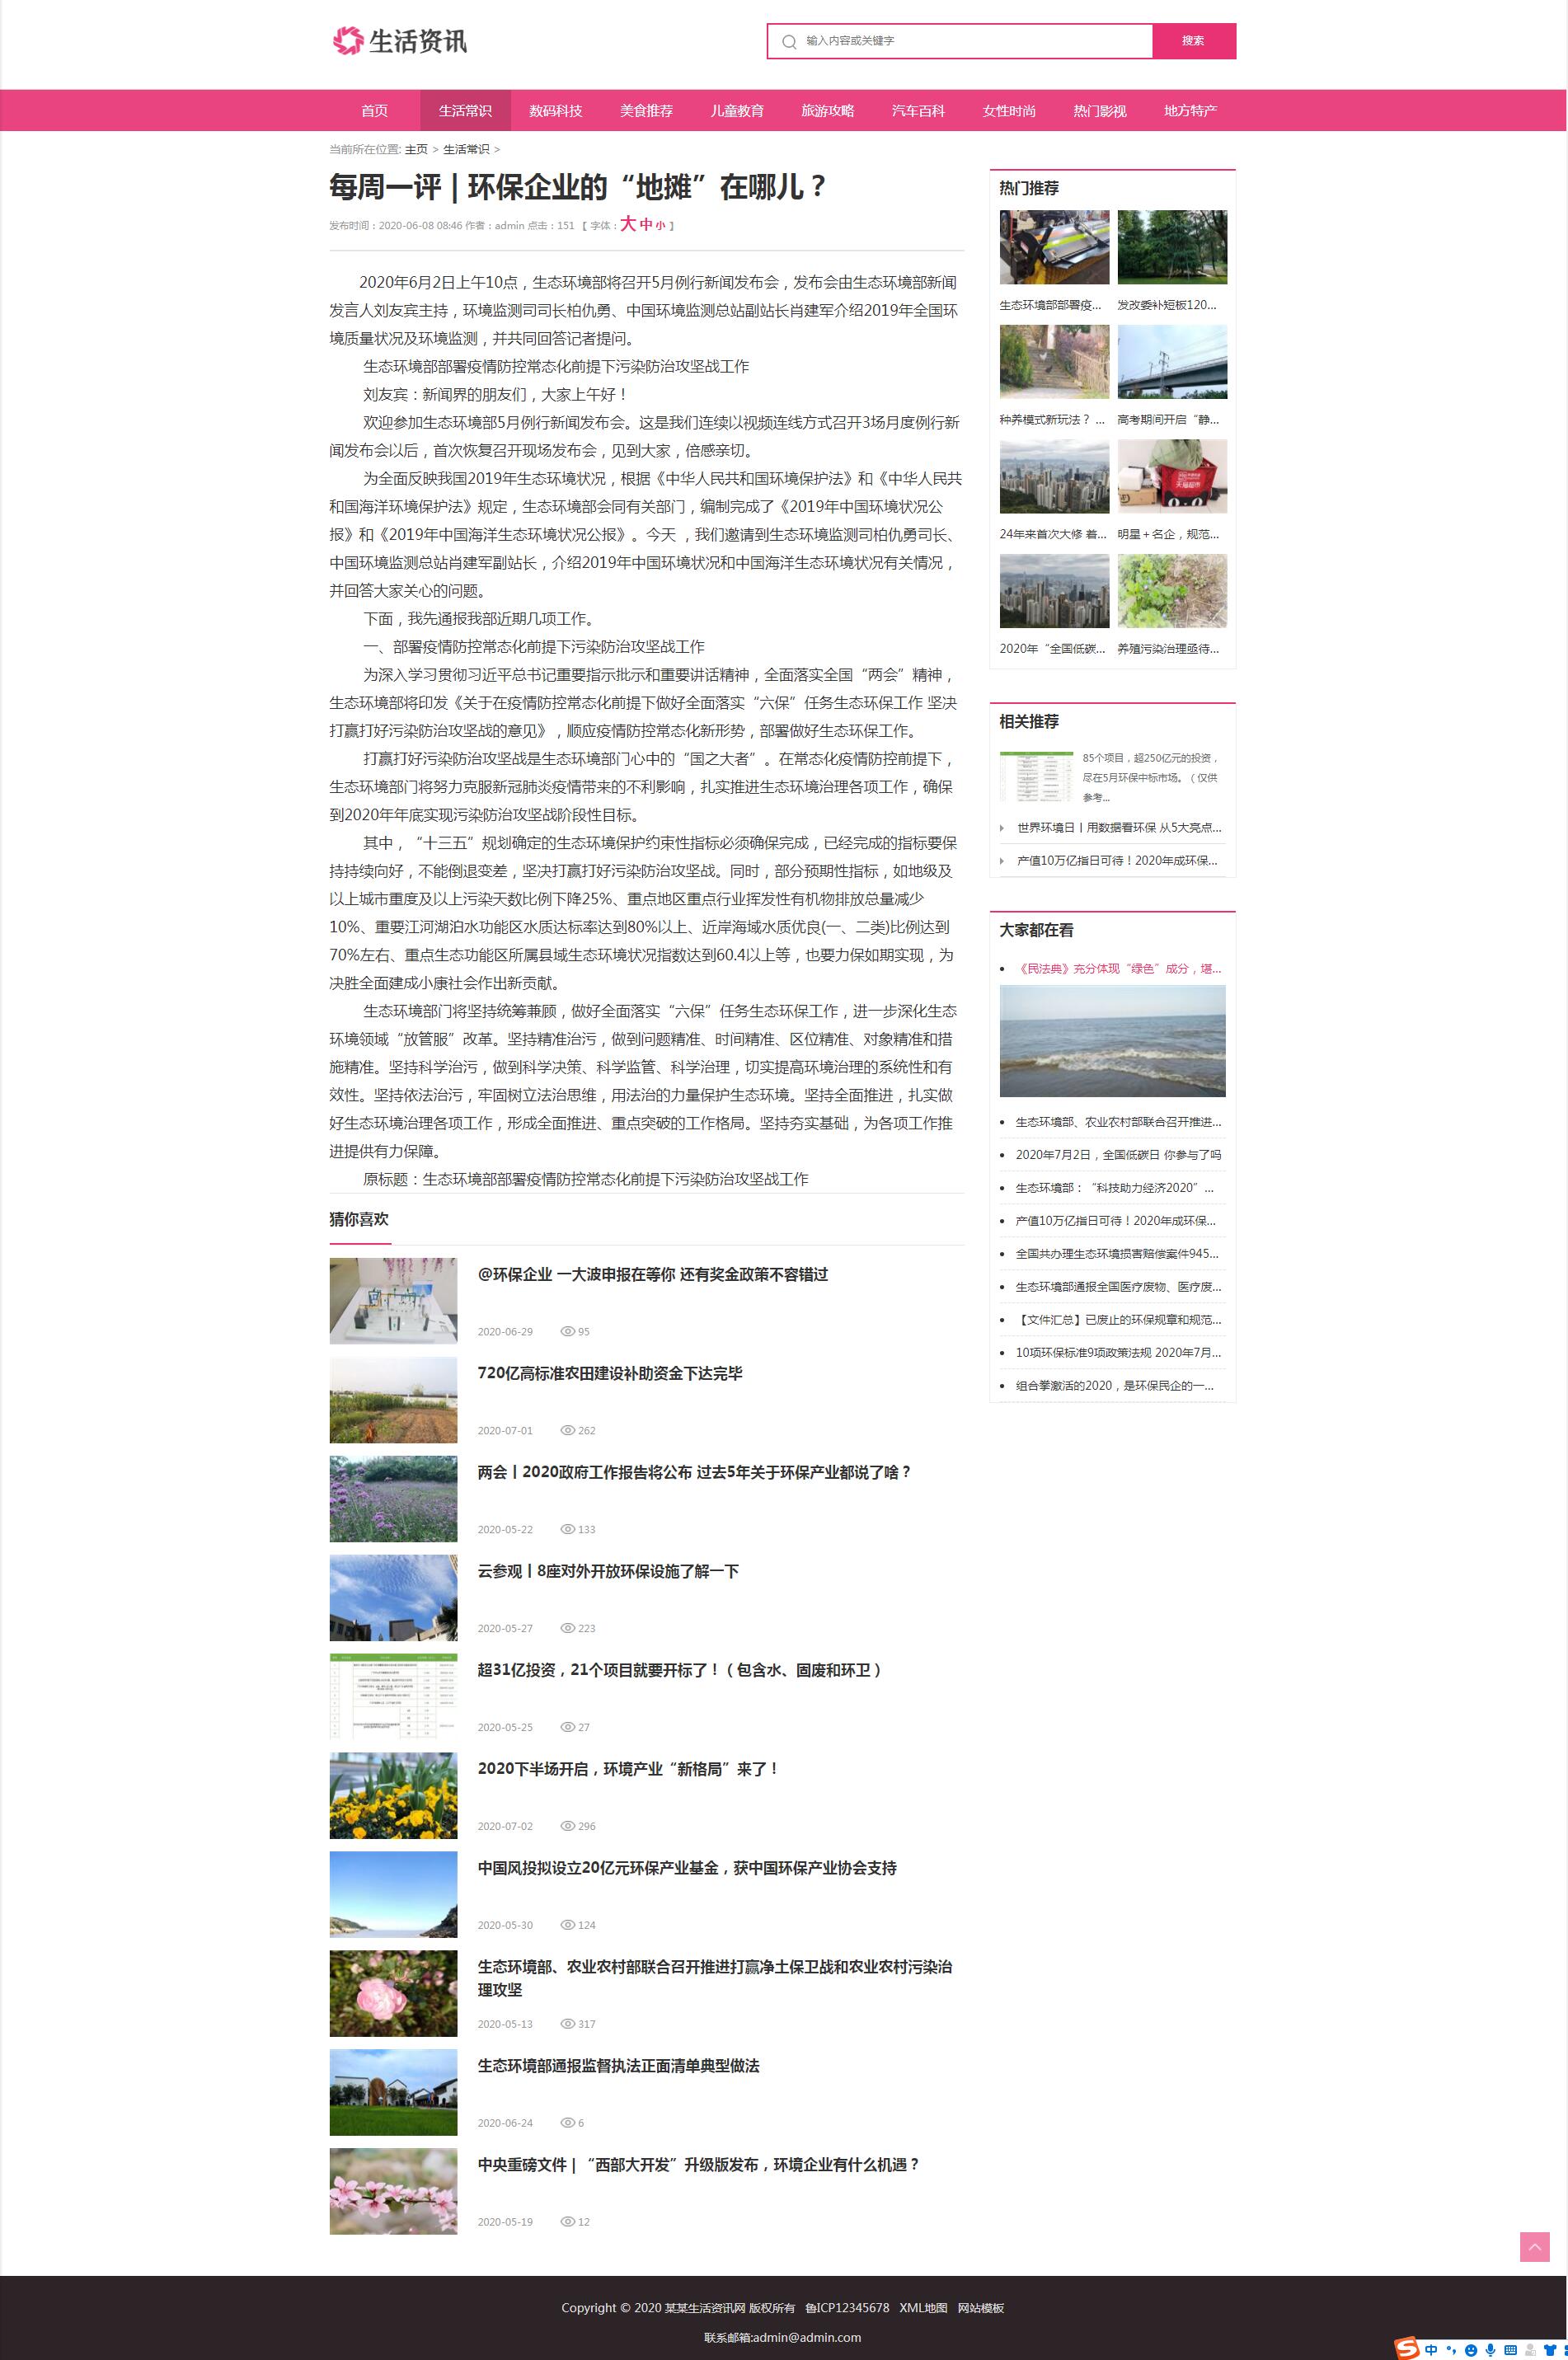 生活资讯
输入内容或关键字
搜索
首页 生活常识 数码科技 美食推荐 儿童教育 旅游攻略 汽车百科 女性时尚 热门影视 地方特产
当前所在位置: 主页 > 生活常识 >
每周一评 | 环保企业的“地摊”在哪儿？
发布时间：2020-06-08 08:46 作者：admin 点击：151 【 字体：大 中 小 】
2020年6月2日上午10点，生态环境部将召开5月例行新闻发布会，发布会由生态环境部新闻
发言人刘友宾主持，环境监测司司长柏仇勇、中国环境监测总站副站长肖建军介绍2019年全国环
境质量状况及环境监测，并共同回答记者提问。
生态环境部部署疫情防控常态化前提下污染防治攻坚战工作
刘友宾：新闻界的朋友们，大家上午好！
欢迎参加生态环境部5月例行新闻发布会。这是我们连续以视频连线方式召开3场月度例行新
闻发布会以后，首次恢复召开现场发布会，见到大家，倍感亲切。
为全面反映我国2019年生态环境状况，根据《中华人民共和国环境保护法》和《中华人民共
和国海洋环境保护法》规定，生态环境部会同有关部门，编制完成了《2019年中国环境状况公
报》和《2019年中国海洋生态环境状况公报》。今天 ，我们邀请到生态环境监测司柏仇勇司长、
中国环境监测总站肖建军副站长，介绍2019年中国环境状况和中国海洋生态环境状况有关情况，
并回答大家关心的问题。
下面，我先通报我部近期几项工作。
一、部署疫情防控常态化前提下污染防治攻坚战工作
为深入学习贯彻习近平总书记重要指示批示和重要讲话精神，全面落实全国“两会”精神，
生态环境部将印发《关于在疫情防控常态化前提下做好全面落实“六保”任务生态环保工作 坚决
打赢打好污染防治攻坚战的意见》，顺应疫情防控常态化新形势，部署做好生态环保工作。
打赢打好污染防治攻坚战是生态环境部门心中的“国之大者”。在常态化疫情防控前提下，
生态环境部门将努力克服新冠肺炎疫情带来的不利影响，扎实推进生态环境治理各项工作，确保
到2020年年底实现污染防治攻坚战阶段性目标。
其中，“十三五”规划确定的生态环境保护约束性指标必须确保完成，已经完成的指标要保
持持续向好，不能倒退变差，坚决打赢打好污染防治攻坚战。同时，部分预期性指标，如地级及
以上城市重度及以上污染天数比例下降25%、重点地区重点行业挥发性有机物排放总量减少
10%、重要江河湖泊水功能区水质达标率达到80%以上、近岸海域水质优良(一、二类)比例达到
70%左右、重点生态功能区所属县域生态环境状况指数达到60.4以上等，也要力保如期实现，为
决胜全面建成小康社会作出新贡献。
生态环境部门将坚持统筹兼顾，做好全面落实“六保”任务生态环保工作，进一步深化生态
环境领域“放管服”改革。坚持精准治污，做到问题精准、时间精准、区位精准、对象精准和措
施精准。坚持科学治污，做到科学决策、科学监管、科学治理，切实提高环境治理的系统性和有
效性。坚持依法治污，牢固树立法治思维，用法治的力量保护生态环境。坚持全面推进，扎实做
好生态环境治理各项工作，形成全面推进、重点突破的工作格局。坚持夯实基础，为各项工作推
进提供有力保障。
原标题：生态环境部部署疫情防控常态化前提下污染防治攻坚战工作
猜你喜欢
@环保企业 一大波申报在等你 还有奖金政策不容错过
2020-06-29 95
720亿高标准农田建设补助资金下达完毕
2020-07-01 262
两会丨2020政府工作报告将公布 过去5年关于环保产业都说了啥？
2020-05-22 133
云参观丨8座对外开放环保设施了解一下
2020-05-27 223
超31亿投资，21个项目就要开标了！（包含水、固废和环卫）
2020-05-25 27
2020下半场开启，环境产业“新格局”来了！
2020-07-02 296
中国风投拟设立20亿元环保产业基金，获中国环保产业协会支持
2020-05-30 124
生态环境部、农业农村部联合召开推进打赢净土保卫战和农业农村污染治
理攻坚
2020-05-13 317
生态环境部通报监督执法正面清单典型做法
2020-06-24 6
中央重磅文件 | “西部大开发”升级版发布，环境企业有什么机遇？
2020-05-19 12
热门推荐
生态环境部部署疫... 发改委补短板120...
种养模式新玩法？ ... 高考期间开启“静...
24年来首次大修 着... 明星＋名企，规范...
2020年“全国低碳... 养殖污染治理亟待...
相关推荐
85个项目，超250亿元的投资，
尽在5月环保中标市场。（仅供
参考...
世界环境日丨用数据看环保 从5大亮点...
产值10万亿指日可待！2020年成环保...
大家都在看
《民法典》充分体现“绿色”成分，堪...
生态环境部、农业农村部联合召开推进...
2020年7月2日，全国低碳日 你参与了吗
生态环境部：“科技助力经济2020”...
产值10万亿指日可待！2020年成环保...
全国共办理生态环境损害赔偿案件945...
生态环境部通报全国医疗废物、医疗废...
【文件汇总】已废止的环保规章和规范...
10项环保标准9项政策法规 2020年7月...
组合拳激活的2020，是环保民企的一...
Copyright © 2020 某某生活资讯网 版权所有 鲁ICP12345678 XML地图 网站模板
联系邮箱:admin@admin.com
中